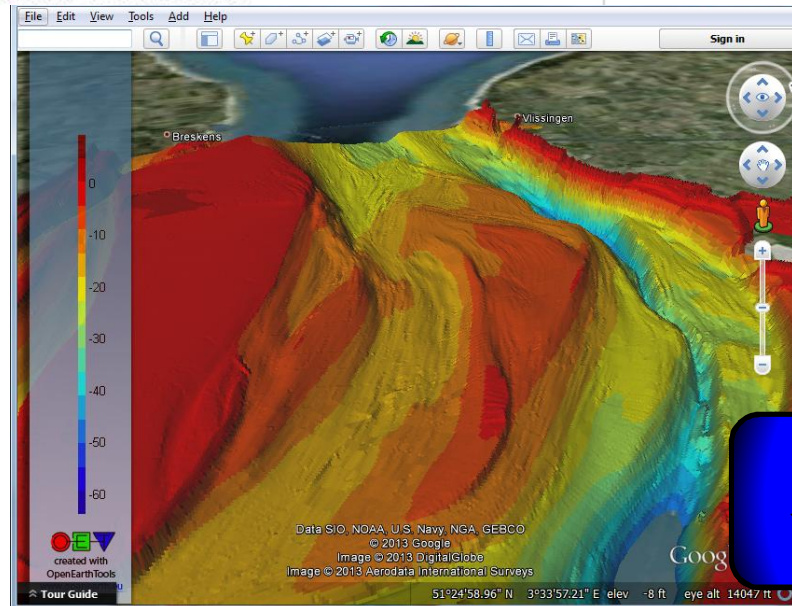 File Edit View Tools Add Help
Sign in
Breskens
Vlissingen
0
-10
-20
-30
-40
-50
-60
OET
created with
OpenEarthTools
Data SIO, NOAA, U.S. Navy, NGA, GEBCO
© 2013 Google
Image © 2013 DigitalGlobe
Image © 2013 Aerodata International Surveys
Goog
Tour Guide
51°24'58.96" N 3°33'57.21" E elev -8 ft eye alt 14047 ft